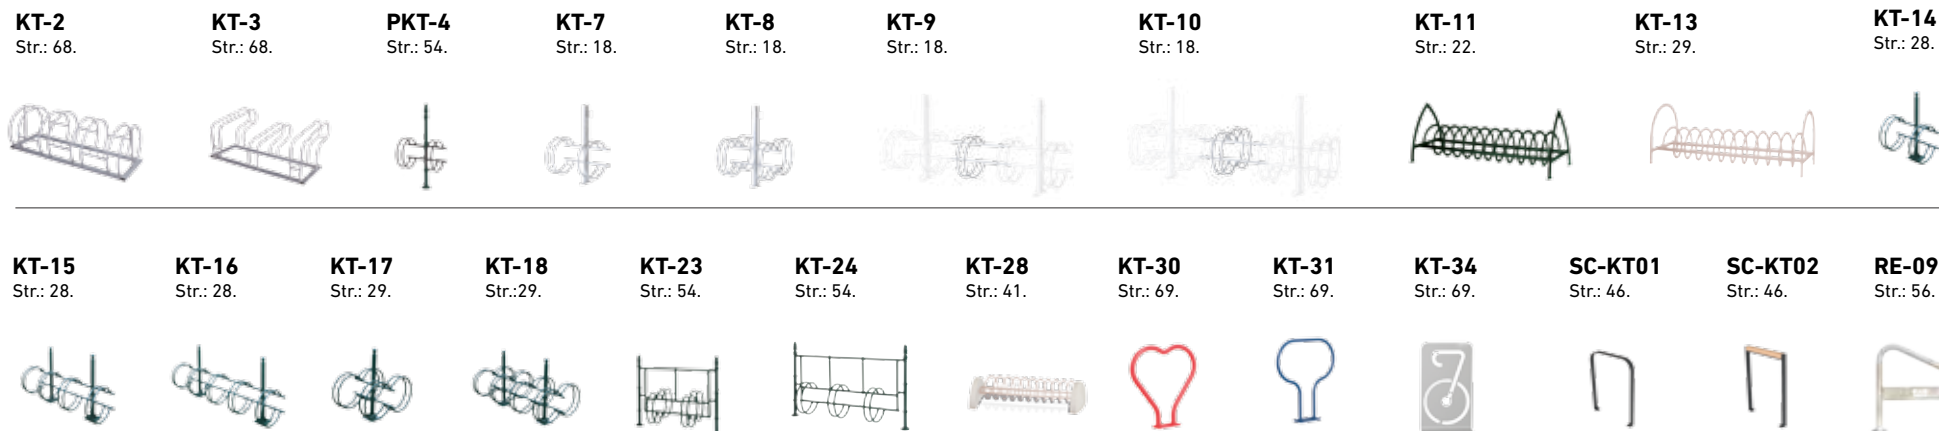 KT-2
Str.: 68.
KT-3
Str.: 68.
PKT-4
Str.: 54.
KT-7
Str.: 18.
KT-8
Str.: 18.
KT-9
Str.: 18.
KT-10
Str.: 18.
KT-11
Str.: 22.
KT-13
Str.: 29.
KT-14
Str.: 28.
KT-15
Str.: 28.
KT-16
Str.: 28.
KT-17
Str.: 29.
KT-18
Str.:29.
KT-23
Str.: 54.
KT-24
Str.: 54.
KT-28
Str.: 41.
KT-30
Str.: 69.
KT-31
Str.: 69.
KT-34
Str.: 69.
SC-KT01
Str.: 46.
SC-KT02
Str.: 46.
RE-09
Str.: 56.